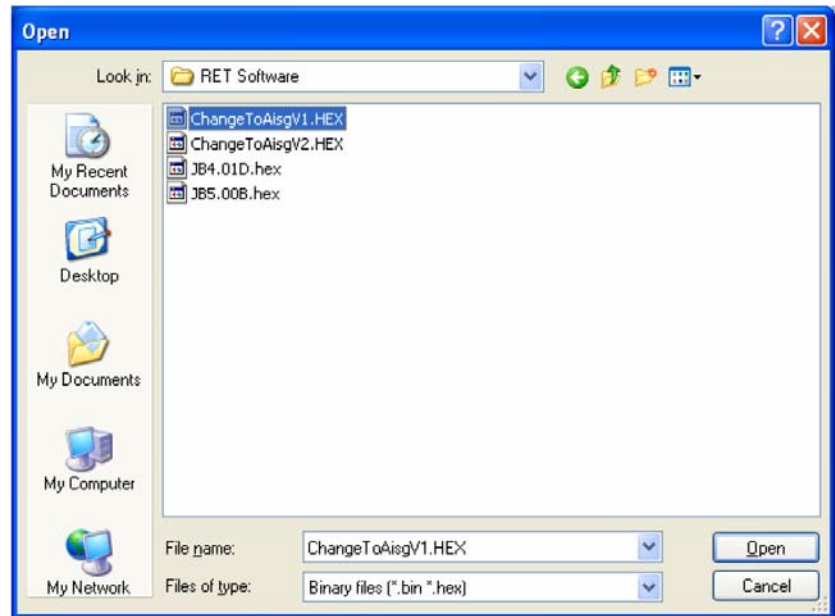 Open
Look in:
RET Software
ChangeToAisgV1.HEX
ChangeToAisgV2.HEX
JB4.01D.hex
JB5.00B.hex
My Recent
Documents
Desktop
My Documents
My Computer
My Network
File name:
ChangeToAisgV1.HEX
Open
Files of type:
Binary files (*.bin *.hex)
Cancel